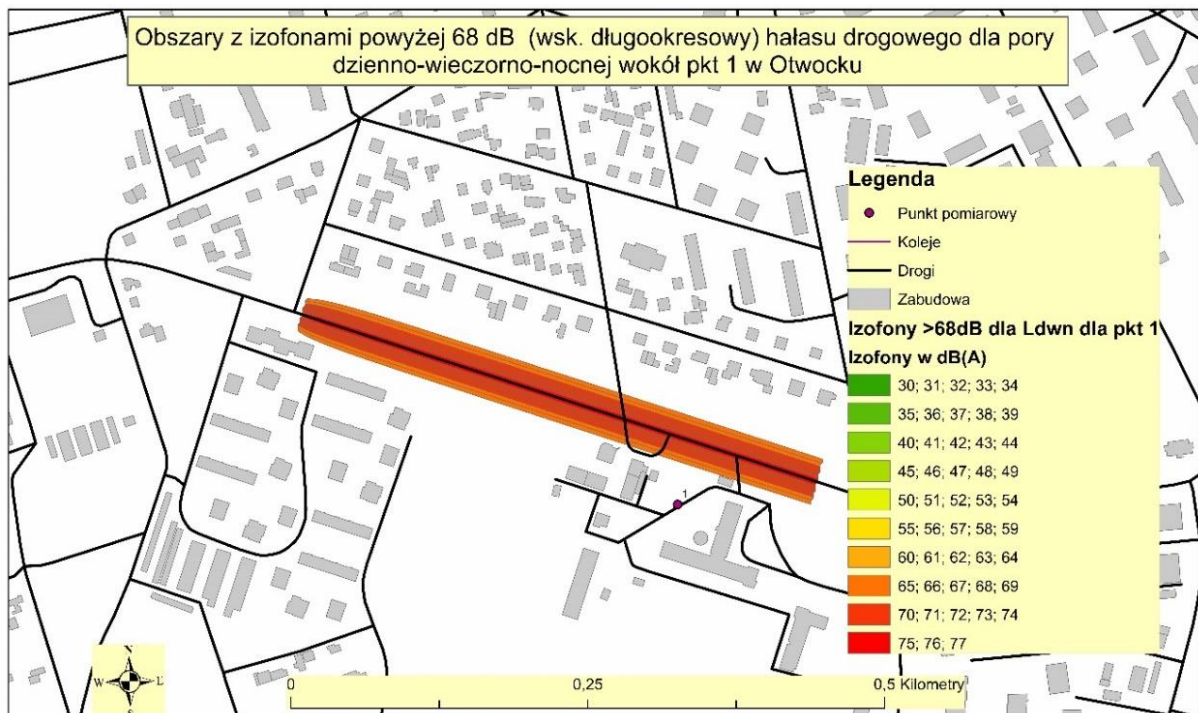 Obszary z izofonami powyżej 68 dB (wsk. długookresowy) hałasu drogowego dla pory
dzienno-wieczorno-nocnej wokół pkt 1 w Otwocku
Legenda
Punkt pomiarowy
Koleje
Drogi
Zabudowa
Izofony >68dB dla Ldwn dla pkt 1
Izofony w dB(A)
30; 31; 32; 33; 34
35; 36; 37; 38; 39
40; 41; 42; 43; 44
45; 46; 47; 48; 49
50; 51; 52; 53; 54
55; 56; 57; 58; 59
60; 61; 62; 63; 64
65; 66; 67; 68; 69
70; 71; 72; 73; 74
75; 76; 77
1
N
W E
S
0 0,25 0,5 Kilometry